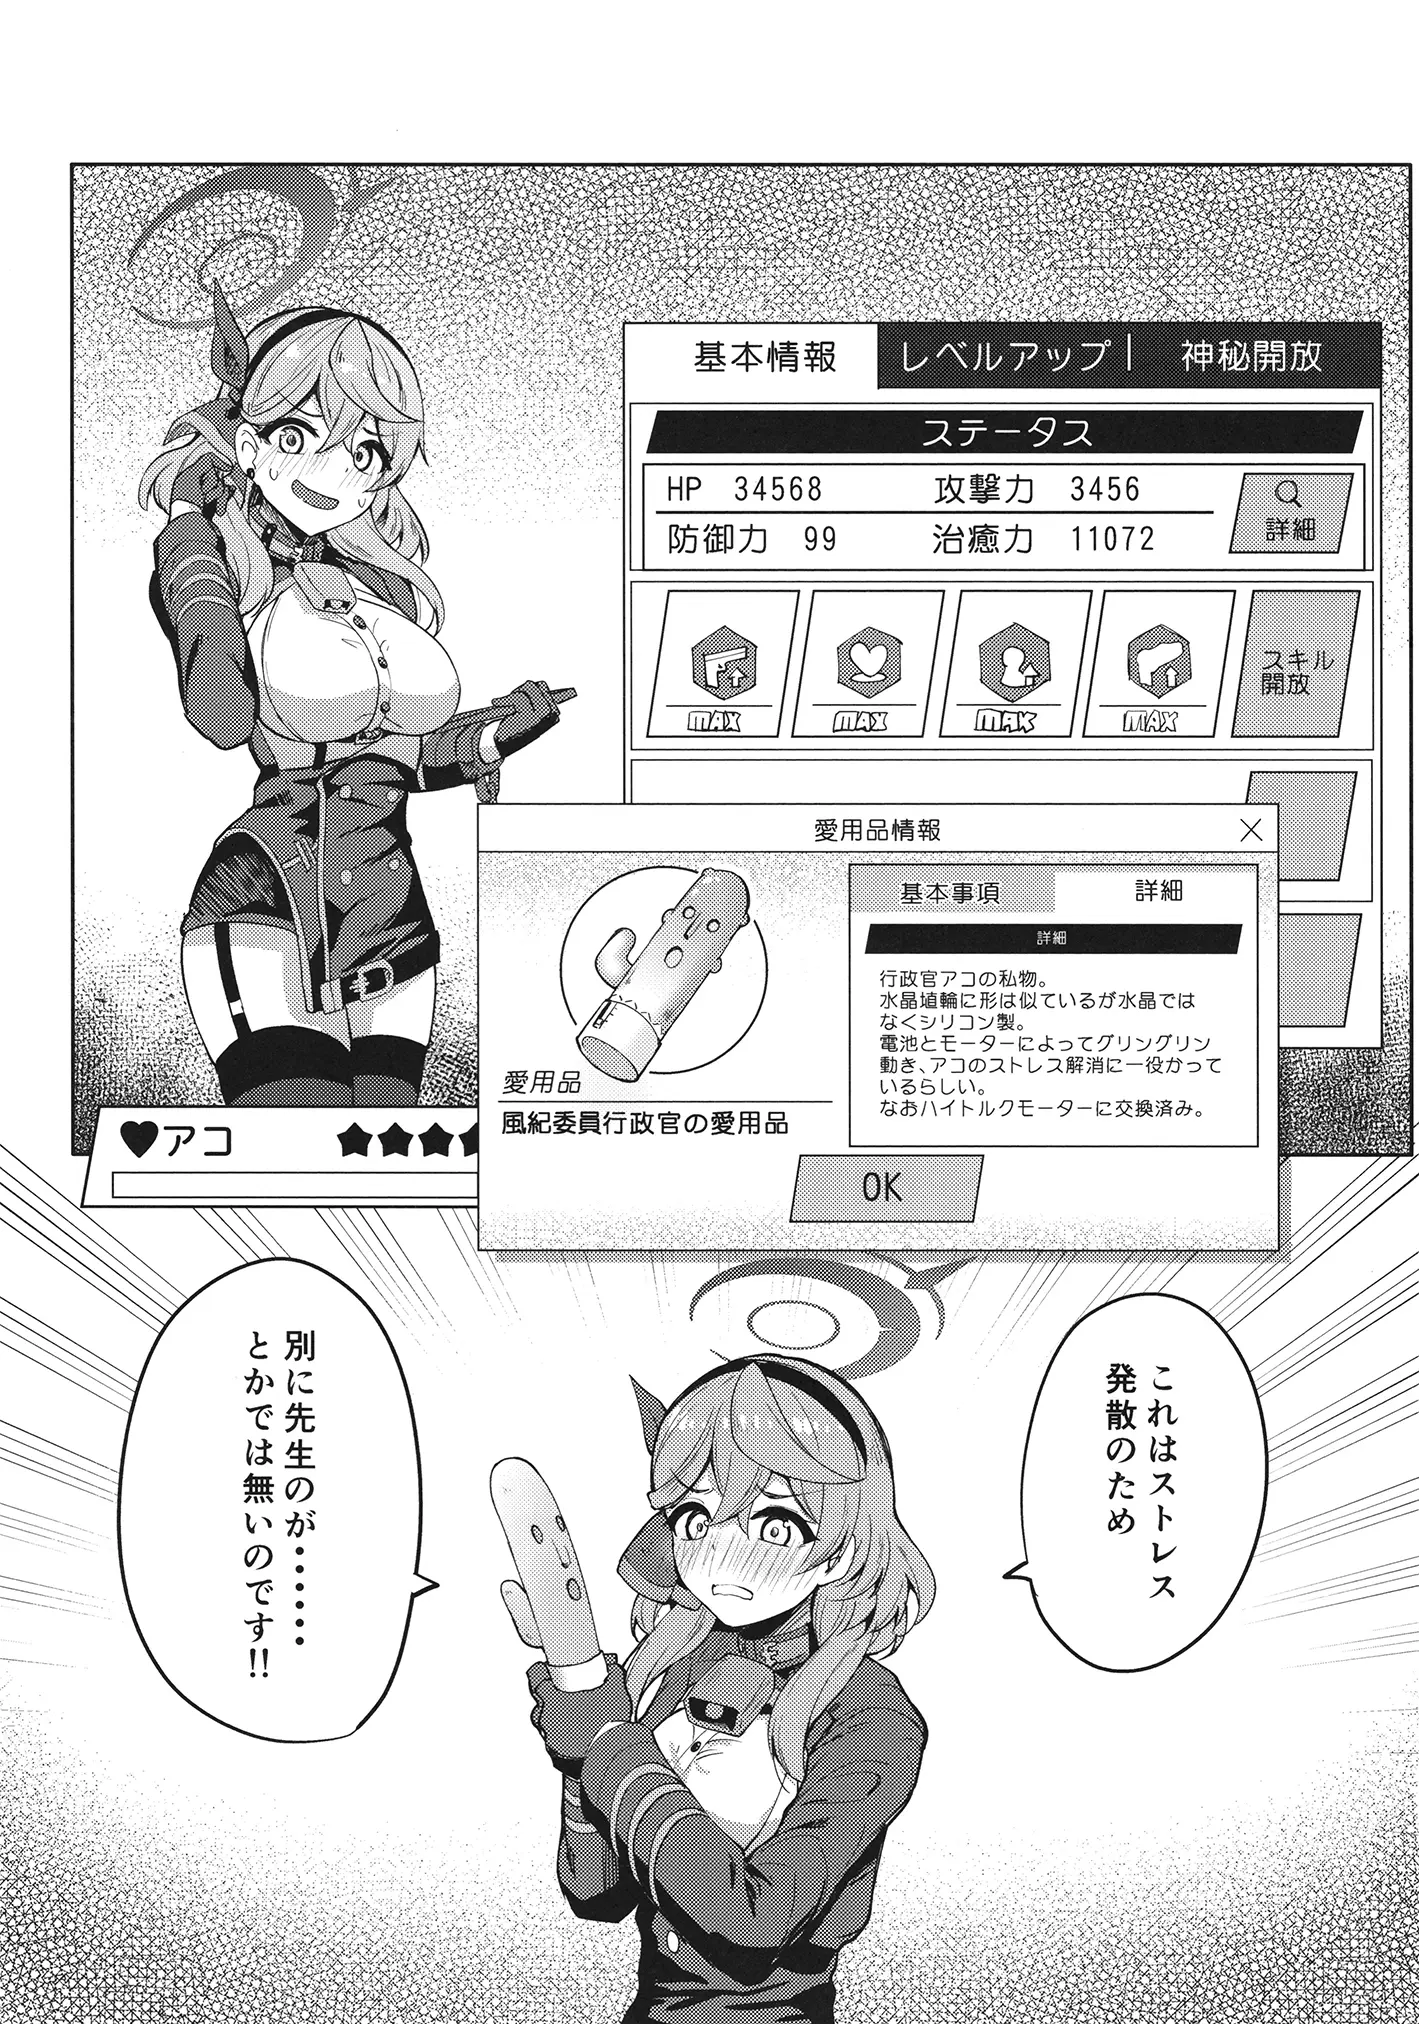 基本情報
レベルアップ
神秘開放
ステータス
HP 34568 攻撃力 3456
防御力 99 治癒力 11072
詳細
MAX
MAX
MAX
MAX
スキル
開放
愛用品情報
基本事項 詳細
詳細
行政官アコの私物。
水晶埴輪に形は似ているが水晶では
なくシリコン製。
電池とモーターによってグリングリン
動き、アコのストレス解消に一役かって
いるらしい。
なおハイトルクモーターに交換済み。
愛用品
風紀委員行政官の愛用品
OK
♥アコ ★★★★
これはストレス
発散のため
別に先生のが……
とかでは無いのです!!